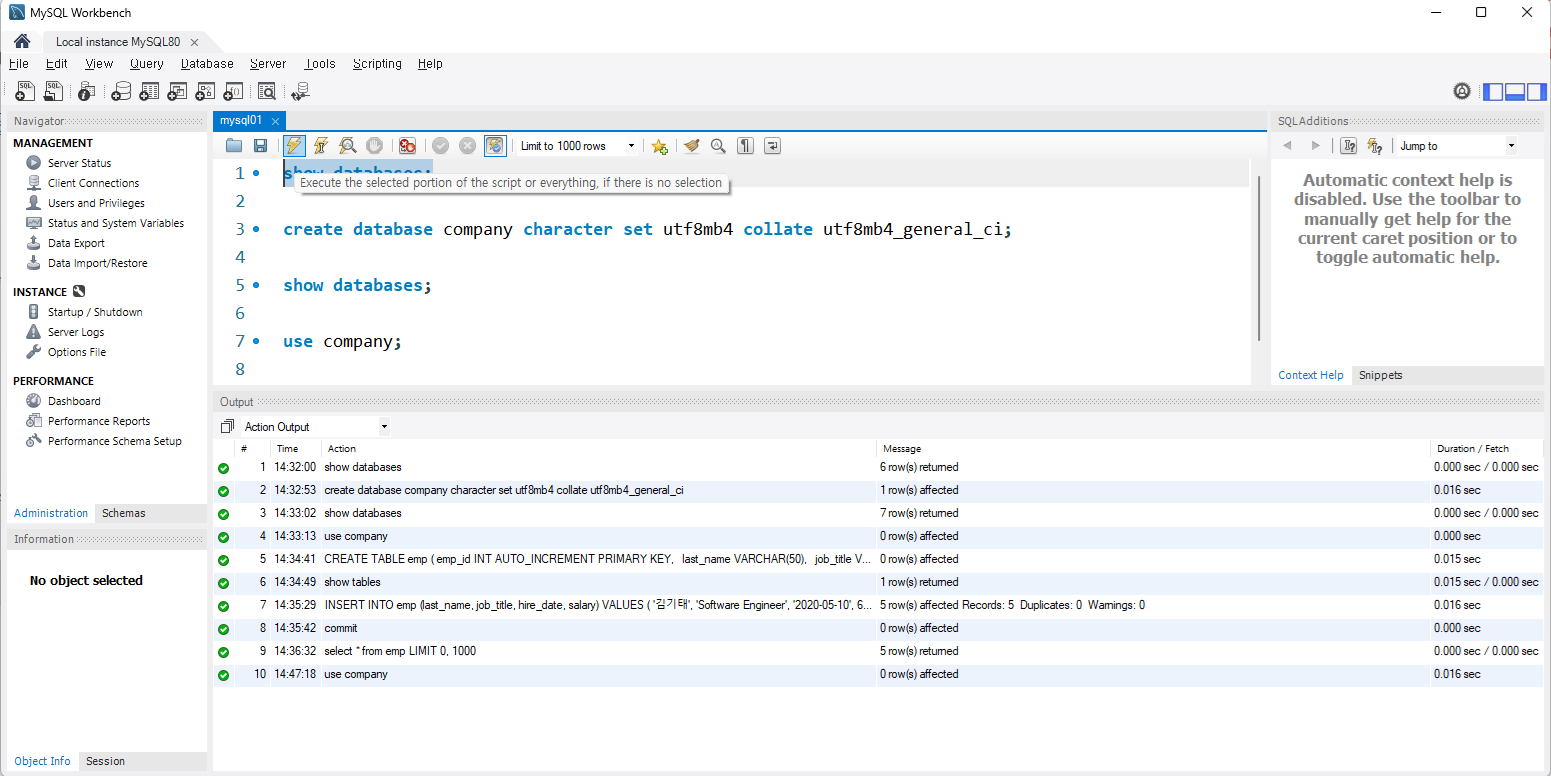 MySQL Workbench
Local instance MySQL80
File Edit View Query Database Server Tools Scripting Help
Navigator
MANAGEMENT
Server Status
Client Connections
Users and Privileges
Status and System Variables
Data Export
Data Import/Restore
INSTANCE
Startup / Shutdown
Server Logs
Options File
PERFORMANCE
Dashboard
Performance Reports
Performance Schema Setup
Administration Schemas
Information
No object selected
Object Info Session
mysql01
Limit to 1000 rows
1 show databases;
Execute the selected portion of the script or everything, if there is no selection
2
3 create database company character set utf8mb4 collate utf8mb4_general_ci;
4
5 show databases;
6
7 use company;
8
SQLAdditions
Jump to
Automatic context help is
disabled. Use the toolbar to
manually get help for the
current caret position or to
toggle automatic help.
Context Help Snippets
Output
Action Output
# Time Action Message Duration / Fetch
1 14:32:00 show databases 6 row(s) returned 0.000 sec / 0.000 sec
2 14:32:53 create database company character set utf8mb4 collate utf8mb4_general_ci 1 row(s) affected 0.016 sec
3 14:33:02 show databases 7 row(s) returned 0.000 sec / 0.000 sec
4 14:33:13 use company 0 row(s) affected 0.000 sec
5 14:34:41 CREATE TABLE emp ( emp_id INT AUTO_INCREMENT PRIMARY KEY, last_name VARCHAR(50), job_title V... 0 row(s) affected 0.015 sec
6 14:34:49 show tables 1 row(s) returned 0.015 sec / 0.000 sec
7 14:35:29 INSERT INTO emp (last_name, job_title, hire_date, salary) VALUES ( '김기태', 'Software Engineer', '2020-05-10', 6... 5 row(s) affected Records: 5 Duplicates: 0 Warnings: 0 0.016 sec
8 14:35:42 commit 0 row(s) affected 0.000 sec
9 14:36:32 select * from emp LIMIT 0, 1000 5 row(s) returned 0.000 sec / 0.000 sec
10 14:47:18 use company 0 row(s) affected 0.016 sec